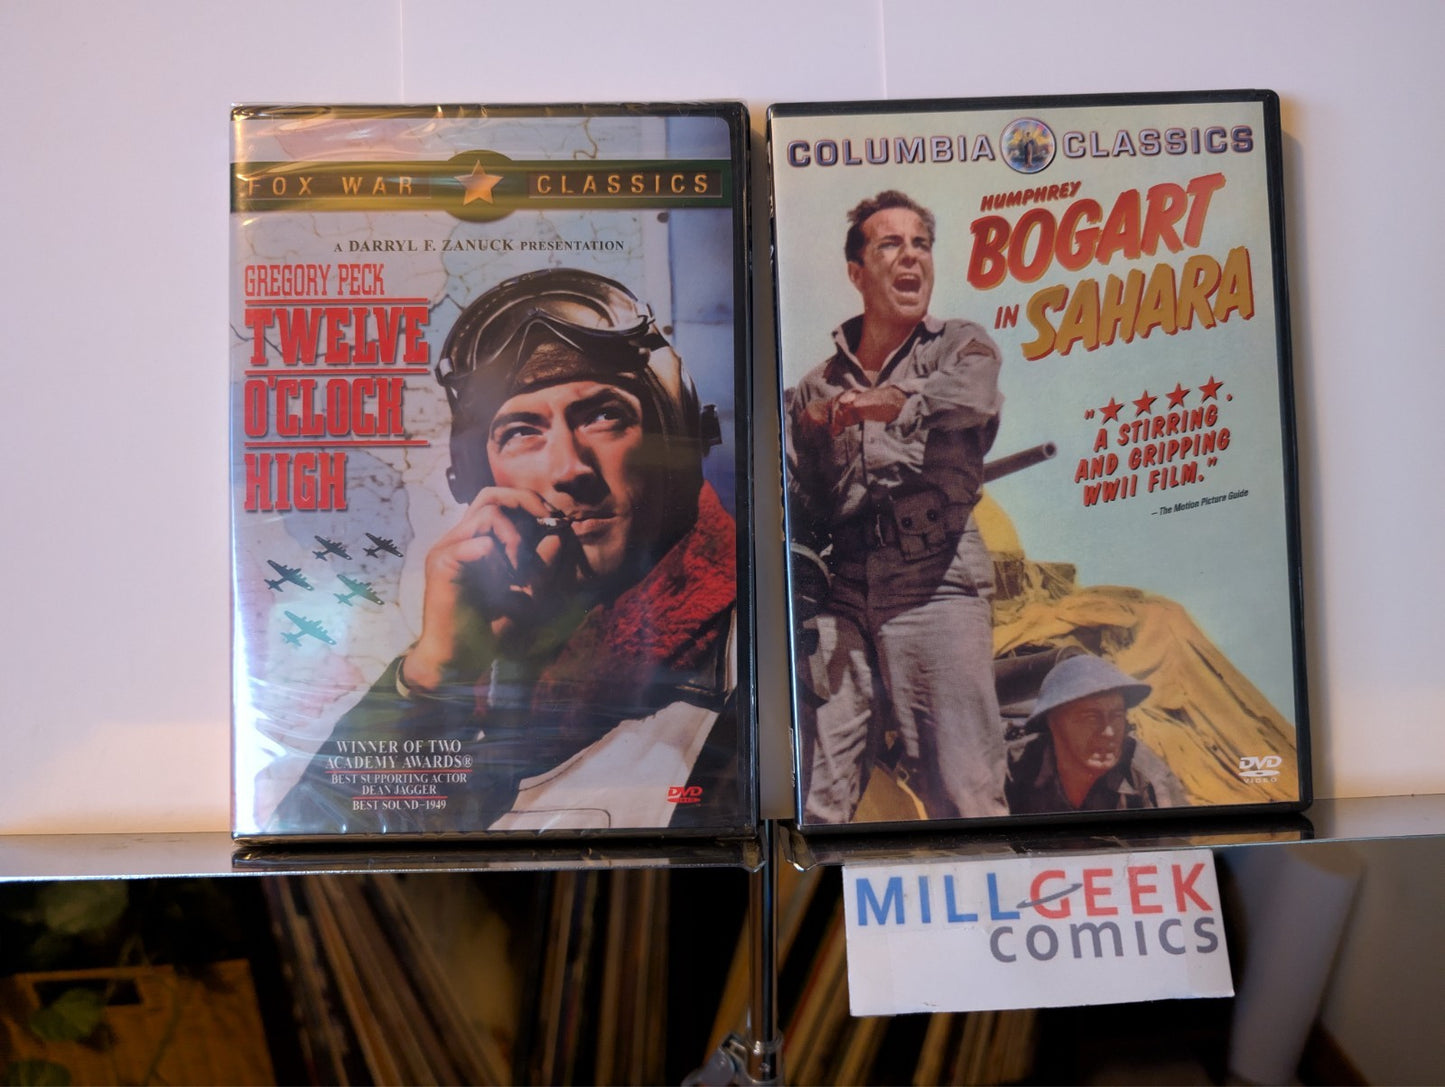 FOX WAR CLASSICS
A DARRYL F. ZANUCK PRESENTATION
GREGORY PECK
TWELVE
O'CLOCK
HIGH
WINNER OF TWO
ACADEMY AWARDS®
BEST SUPPORTING ACTOR
DEAN JAGGER
BEST SOUND-1949
DVD
VIDEO
COLUMBIA CLASSICS
HUMPHREY
BOGART
IN SAHARA
"★★★★.
A STIRRING
AND GRIPPING
WWII FILM."
— The Motion Picture Guide
DVD
VIDEO
MILLGEEK
comics